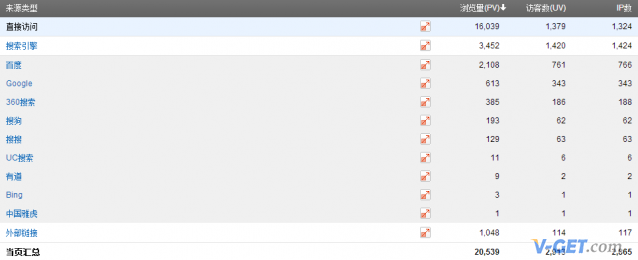 来源类型 浏览量(PV) 访客数(UV) IP数
直接访问 16,039 1,379 1,324
搜索引擎 3,452 1,420 1,424
百度 2,108 761 766
Google 613 343 343
360搜索 385 186 188
搜狗 193 62 62
搜搜 129 63 63
UC搜索 11 6 6
有道 9 2 2
Bing 3 1 1
中国雅虎 1 1 1
外部链接 1,048 114 117
V-GET.com
当页汇总 20,539 2,865